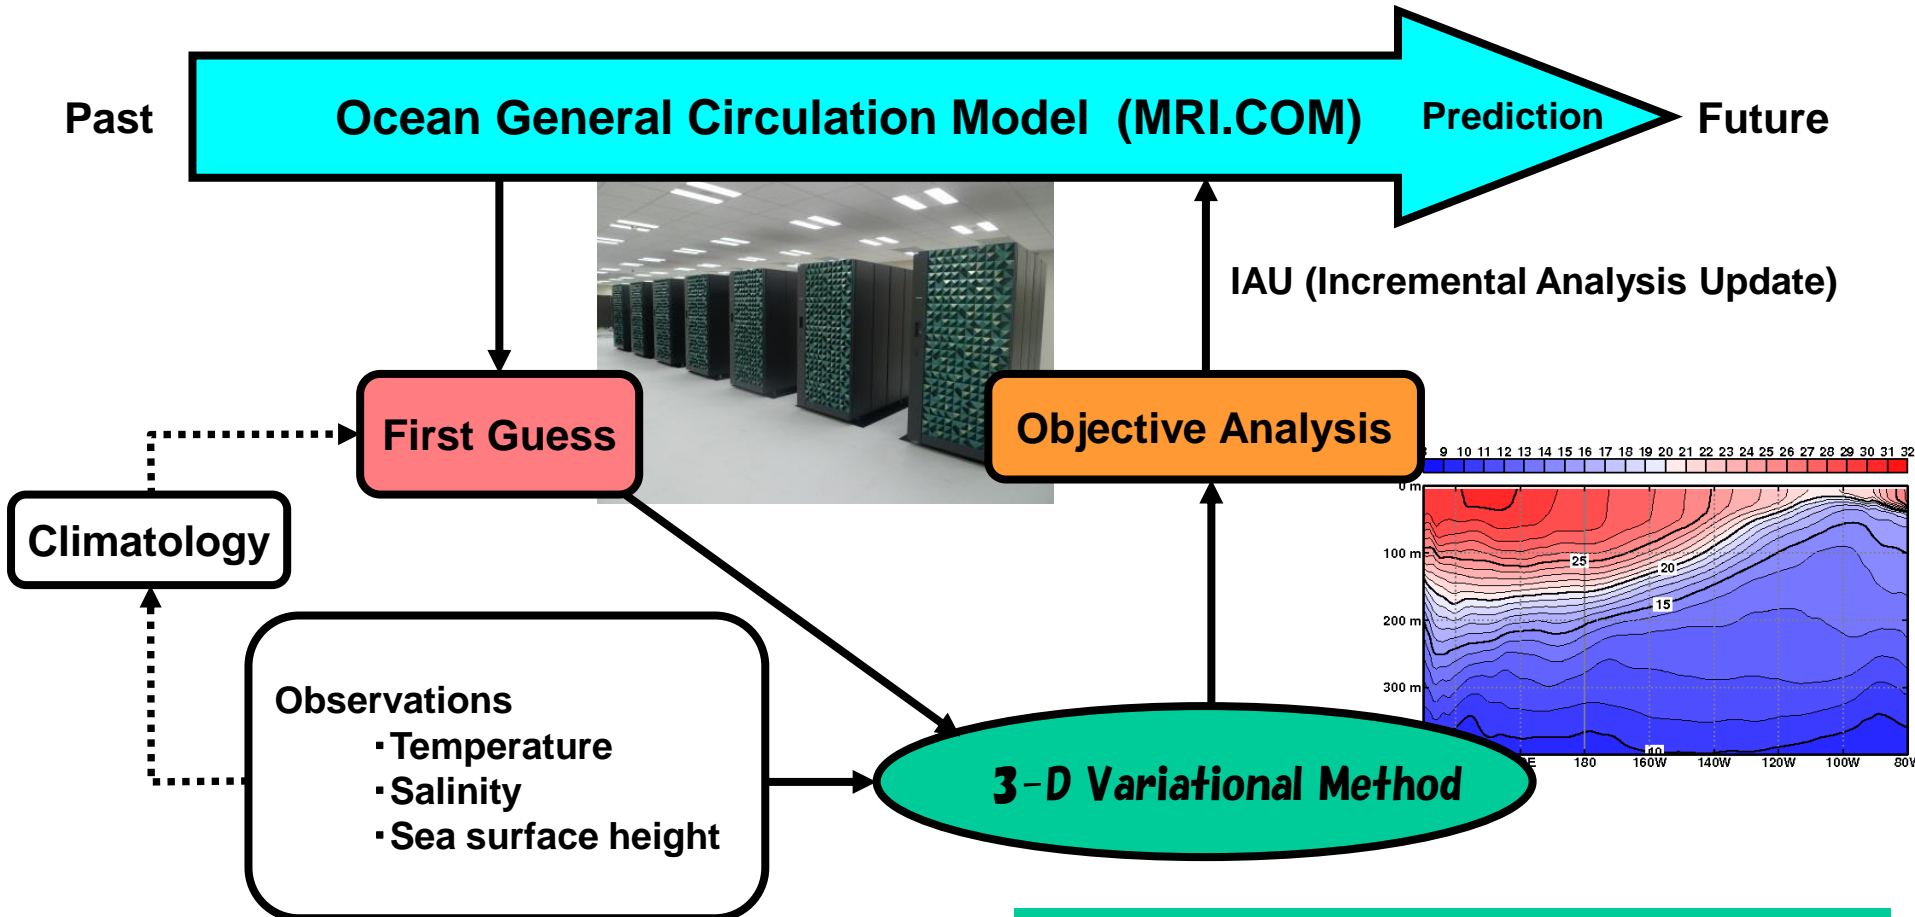 Past
Ocean General Circulation Model (MRI.COM)
Prediction
Future
IAU (Incremental Analysis Update)
First Guess
Objective Analysis
Climatology
Observations
･Temperature
･Salinity
･Sea surface height
3-D Variational Method
8 9 10 11 12 13 14 15 16 17 18 19 20 21 22 23 24 25 26 27 28 29 30 31 32
0 m
100 m
200 m
300 m
25
20
15
10
E 180 160W 140W 120W 100W 80W